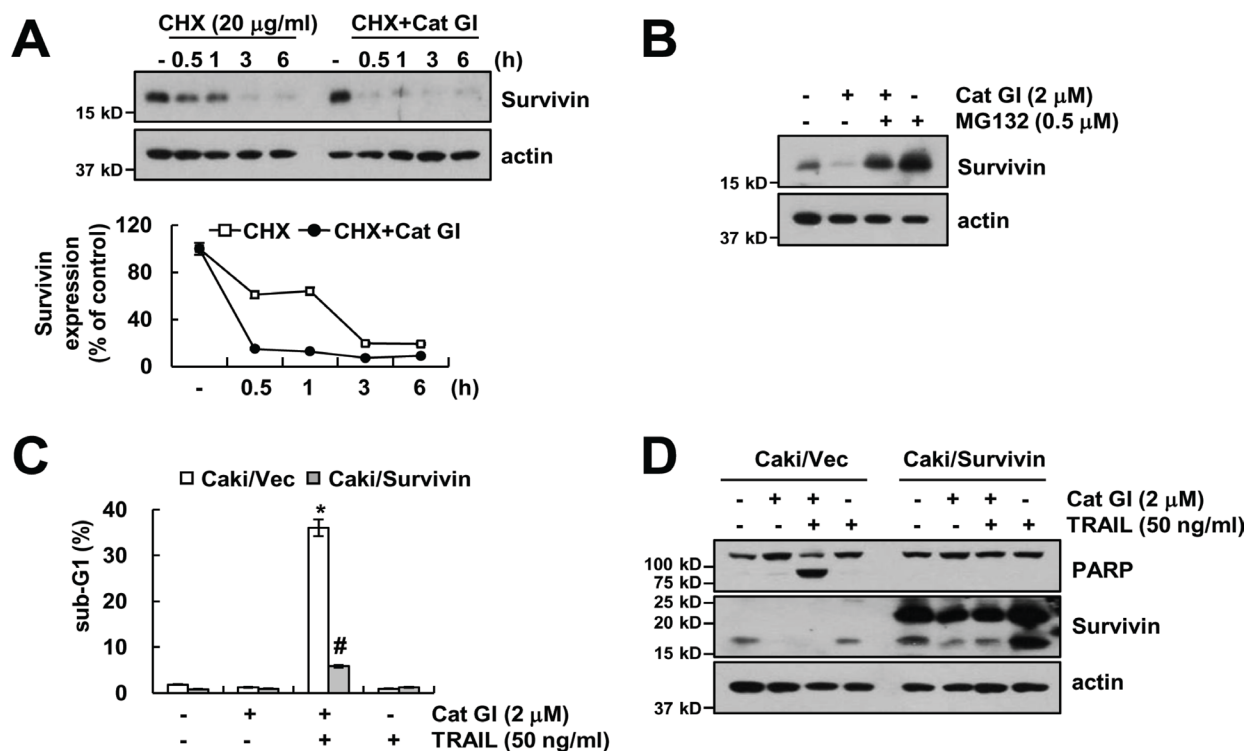 A
CHX (20 μg/ml) CHX+Cat GI
- 0.5 1 3 6 - 0.5 1 3 6 (h)
15 kD Survivin
37 kD actin
Survivin expression (% of control)
120
80
40
0
CHX CHX+Cat GI
- 0.5 1 3 6 (h)
B
- + + - Cat GI (2 μM)
- - + + MG132 (0.5 μM)
15 kD Survivin
37 kD actin
C
Caki/Vec Caki/Survivin
sub-G1 (%)
40
30
20
10
0
*
#
- + + - Cat GI (2 μM)
- - + + TRAIL (50 ng/ml)
D
Caki/Vec Caki/Survivin
- + + - - + + - Cat GI (2 μM)
- - + + - - + + TRAIL (50 ng/ml)
100 kD
75 kD
PARP
25 kD
20 kD
Survivin
15 kD
actin
37 kD